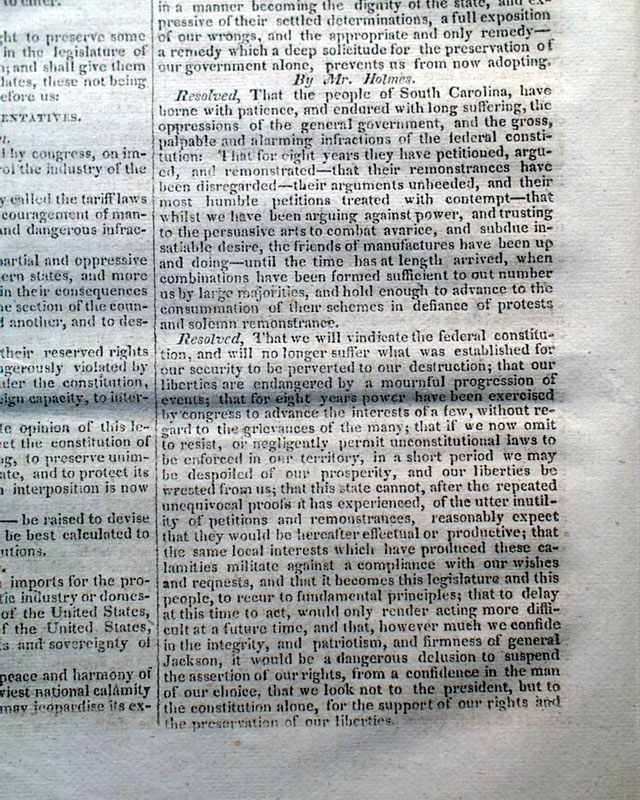 to enter.
ght to preserve some
in the legislature of
n; and shall give them
lates, these not being
efore us:
ENTATIVES.
l by congress, on im-
rol the industry of the
y called the tariff laws
couragement of man-
and dangerous infrac-
partial and oppressive
ern states, and more
in their consequences
ne section of the coun-
d another, and to des-
their reserved rights
ngerously violated by
der the constitution,
eign capacity, to inter-
e opinion of this le-
ect the constitution of
ng, to preserve unim-
ate, and to protect its
n interposition is now
— be raised to devise
be best calculated to
utions.
imports for the pro-
tic industry or domes-
of the United States,
f the United States,
s and sovereignty of
peace and harmony of
viest national calamity
may jeopardise its ex-
in a manner becoming the dignity of the state, and ex-
pressive of their settled determinations, a full exposition
of our wrongs, and the appropriate and only remedy—
a remedy which a deep solicitude for the preservation of
our government alone, prevents us from now adopting.
By Mr. Holmes.
Resolved, That the people of South Carolina, have
borne with patience, and endured with long suffering, the
oppressions of the general government, and the gross,
palpable and alarming infractions of the federal consti-
tution: That for eight years they have petitioned, argu-
ed, and remonstrated—that their remonstrances have
been disregarded—their arguments unheeded, and their
most humble petitions treated with contempt—that
whilst we have been arguing against power, and trusting
to the persuasive arts to combat avarice, and subdue in-
satiable desire, the friends of manufactures have been up
and doing—until the time has at length arrived, when
combinations have been formed sufficient to out number
us by large majorities, and hold enough to advance to the
consummation of their schemes in defiance of protests
and solemn remonstrance.
Resolved, That we will vindicate the federal constitu-
tion, and will no longer suffer what was established for
our security to be perverted to our destruction; that our
liberties are endangered by a mournful progression of
events; that for eight years power have been exercised
by congress to advance the interests of a few, without re-
gard to the grievances of the many; that if we now omit
to resist, or negligently permit unconstitutional laws to
be enforced in our territory, in a short period we may
be despoiled of our prosperity, and our liberties be
wrested from us; that this state cannot, after the repeated
unequivocal proofs it has experienced, of the utter inutil-
ity of petitions and remonstrances, reasonably expect
that they would be hereafter effectual or productive; that
the same local interests which have produced these ca-
lamities militate against a compliance with our wishes
and requests, and that it becomes this legislature and this
people, to recur to fundamental principles; that to delay
at this time to act, would only render acting more diffi-
cult at a future time, and that, however much we confide
in the integrity, and patriotism, and firmness of general
Jackson, it would be a dangerous delusion to suspend
the assertion of our rights, from a confidence in the man
of our choice, that we look not to the president, but to
the constitution alone, for the support of our rights and
the preservation of our liberties.